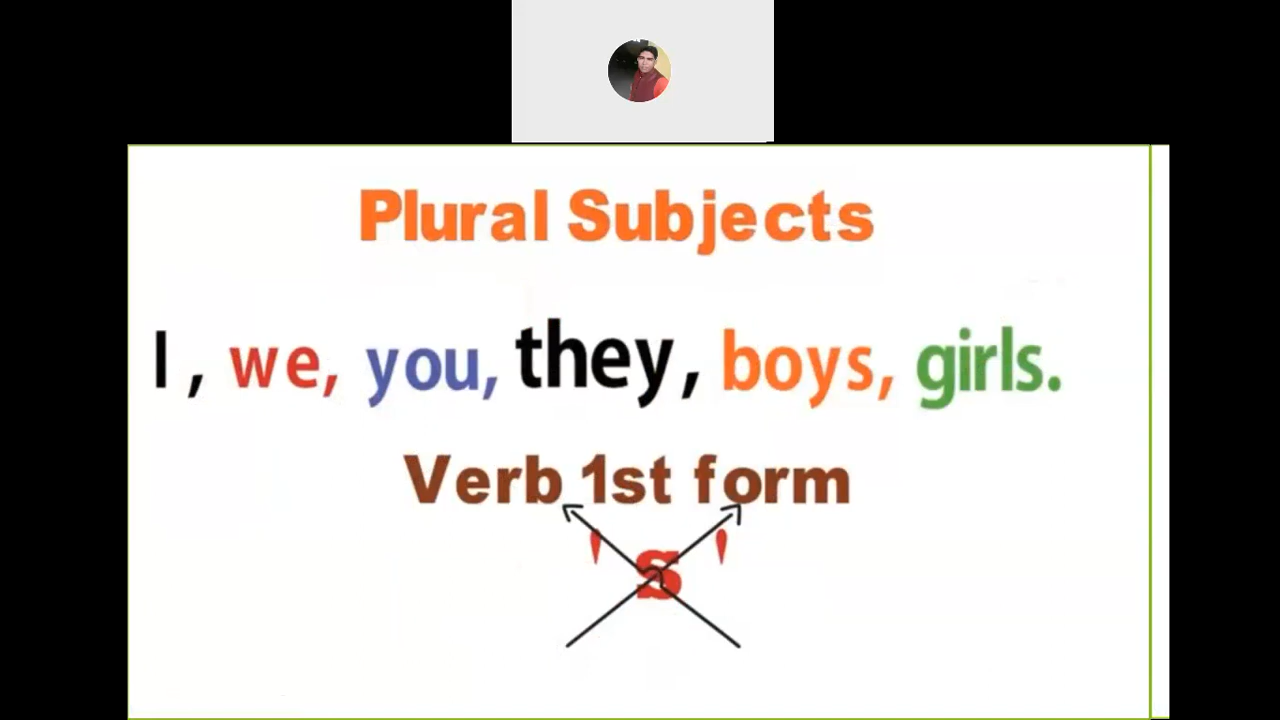 Plural Subjects
I, we, you, they, boys, girls.
Verb 1st form
's'